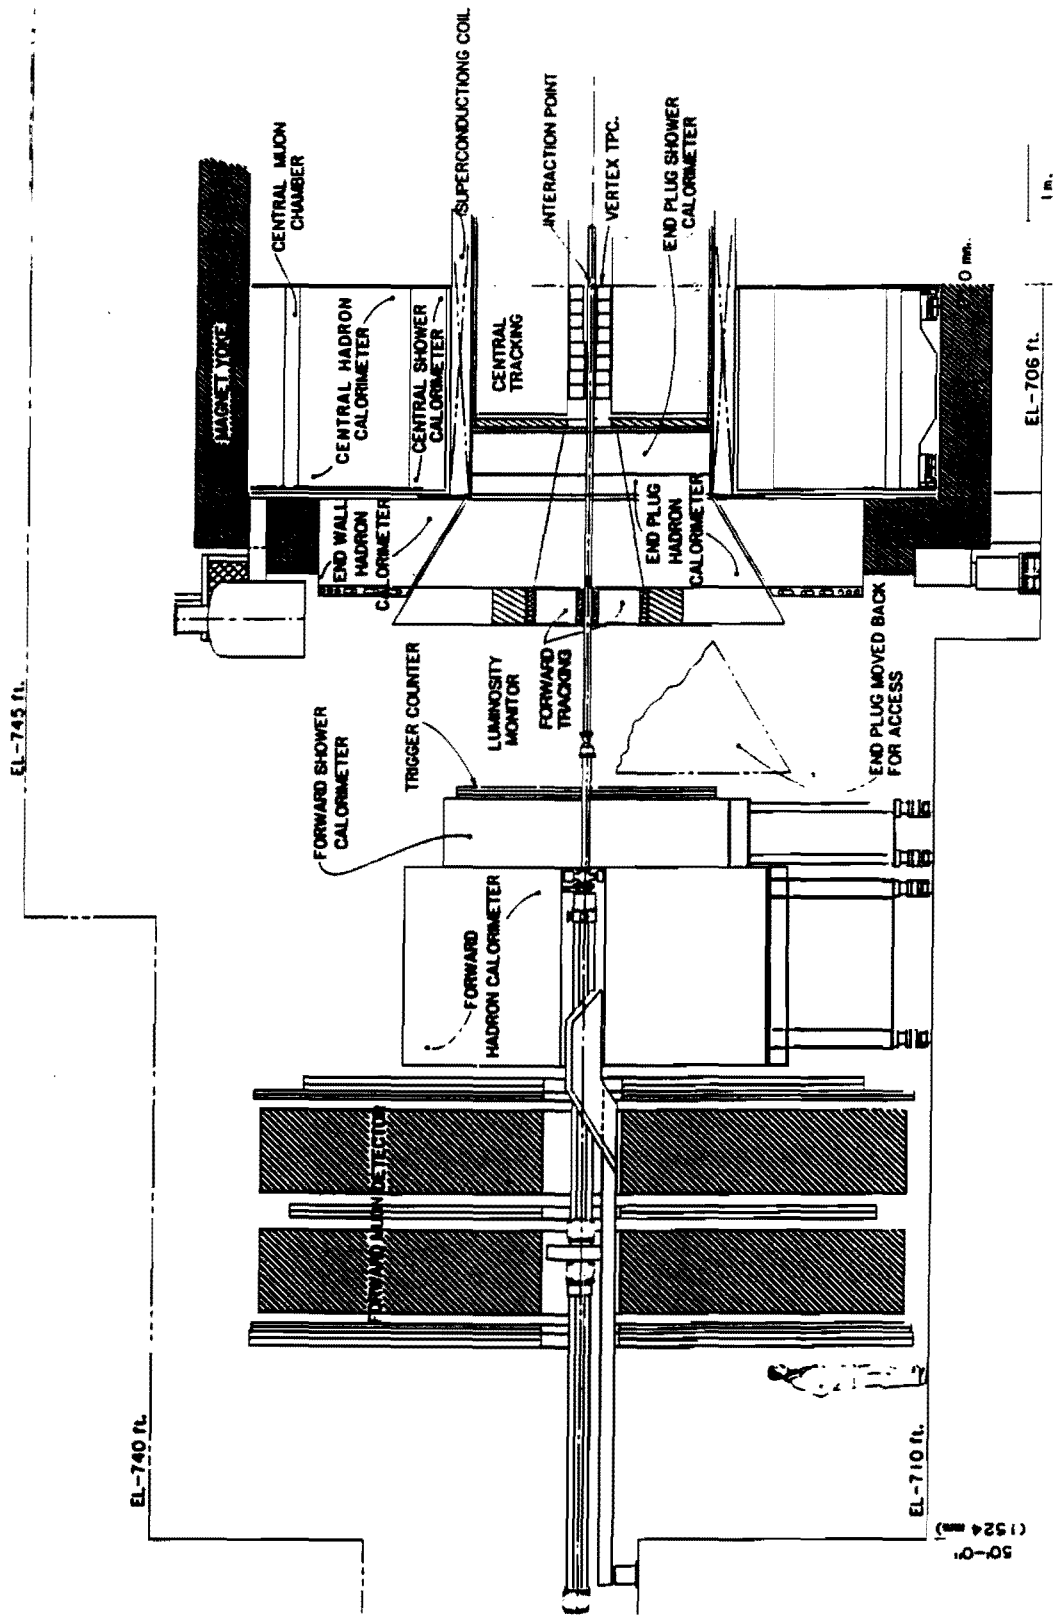 EL-745 ft.
EL-740 ft.
MAGNET YOKE
CENTRAL MUON
CHAMBER
CENTRAL HADRON
CALORIMETER
CENTRAL SHOWER
CALORIMETER
SUPERCONDUCTIONG COIL
CENTRAL
TRACKING
INTERACTION POINT
VERTEX TPC.
END PLUG SHOWER
CALORIMETER
END WALL
HADRON
CALORIMETER
END PLUG
HADRON
CALORIMETER
FORWARD
TRACKING
LUMINOSITY
MONITOR
TRIGGER COUNTER
FORWARD SHOWER
CALORIMETER
END PLUG MOVED BACK
FOR ACCESS
FORWARD
HADRON CALORIMETER
FORWARD MUON DETECTOR
EL-710 ft.
EL-706 ft.
0 mm.
1 m.
50'-0"
(1524 mm)